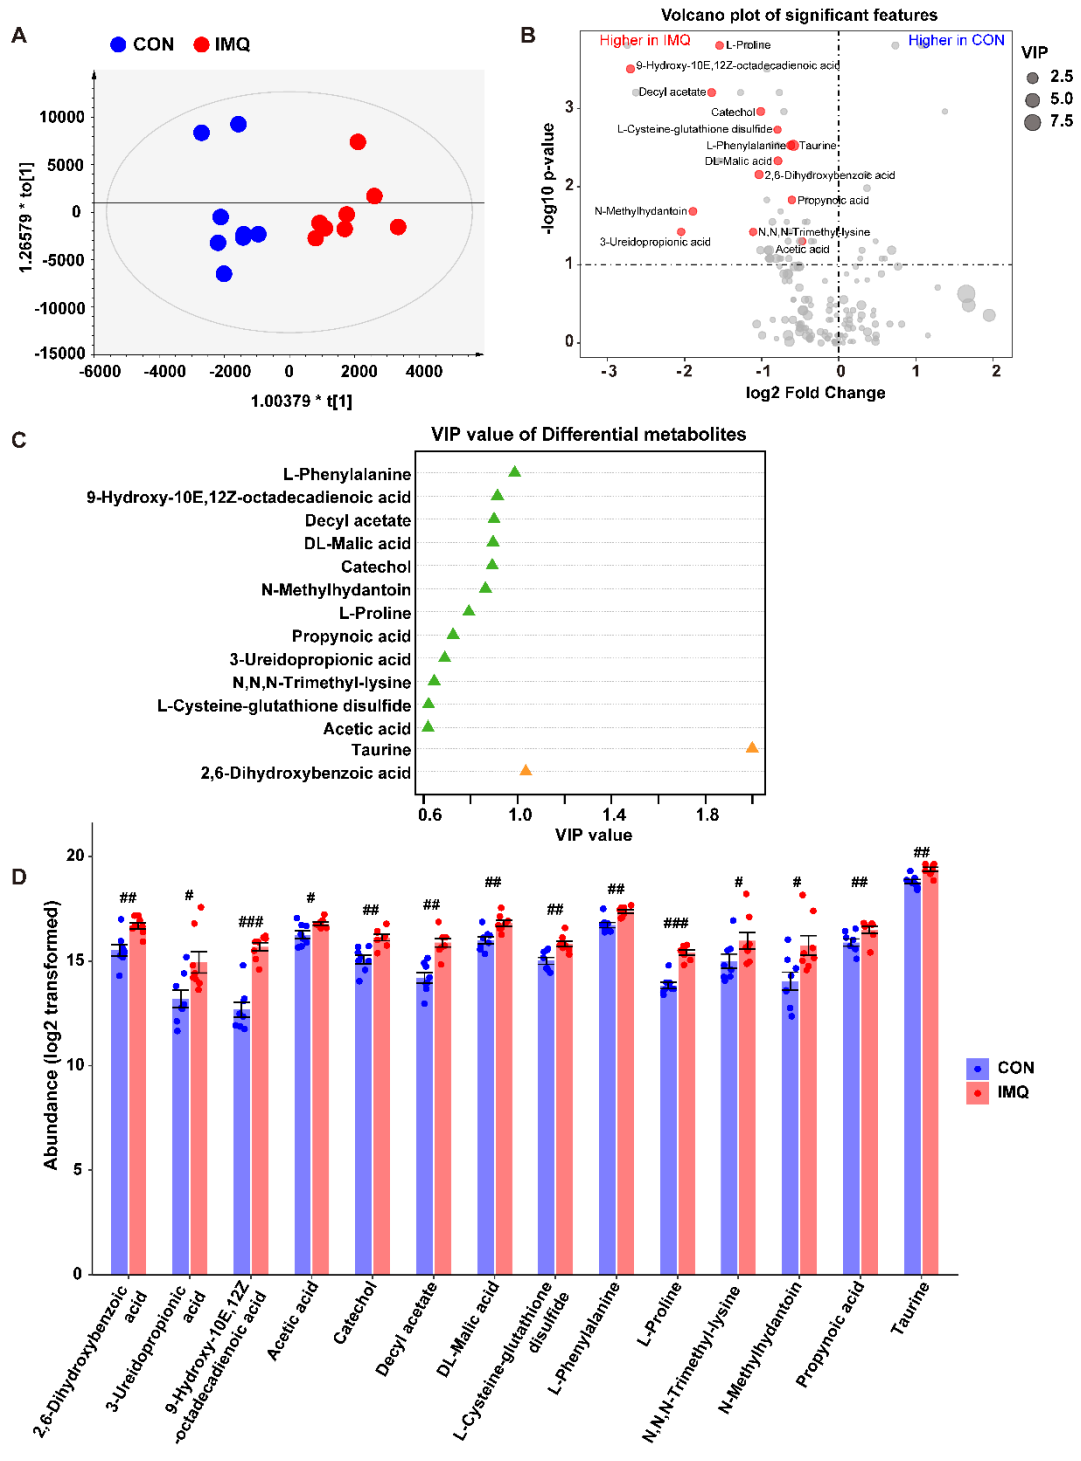 A
CON
IMQ
10000
5000
0
-5000
-10000
-15000
-6000
-4000
-2000
0
2000
4000
1.26579 * to[1]
1.00379 * t[1]
B
Volcano plot of significant features
Higher in IMQ
Higher in CON
L-Proline
9-Hydroxy-10E,12Z-octadecadienoic acid
Decyl acetate
Catechol
L-Cysteine-glutathione disulfide
L-Phenylalanine
Taurine
DL-Malic acid
2,6-Dihydroxybenzoic acid
Propynoic acid
N-Methylhydantoin
N,N,N-Trimethyl-lysine
3-Ureidopropionic acid
Acetic acid
3
2
1
0
-3
-2
-1
0
1
2
-log10 p-value
log2 Fold Change
VIP
2.5
5.0
7.5
C
VIP value of Differential metabolites
L-Phenylalanine
9-Hydroxy-10E,12Z-octadecadienoic acid
Decyl acetate
DL-Malic acid
Catechol
N-Methylhydantoin
L-Proline
Propynoic acid
3-Ureidopropionic acid
N,N,N-Trimethyl-lysine
L-Cysteine-glutathione disulfide
Acetic acid
Taurine
2,6-Dihydroxybenzoic acid
0.6
1.0
1.4
1.8
VIP value
D
20
15
10
5
0
Abundance (log2 transformed)
##
#
###
#
##
##
##
##
##
###
#
#
##
##
CON
IMQ
2,6-Dihydroxybenzoic
acid
3-Ureidopropionic
acid
9-Hydroxy-10E,12Z
-octadecadienoic acid
Acetic acid
Catechol
Decyl acetate
DL-Malic acid
L-Cysteine-glutathione
disulfide
L-Phenylalanine
L-Proline
N,N,N-Trimethyl-lysine
N-Methylhydantoin
Propynoic acid
Taurine